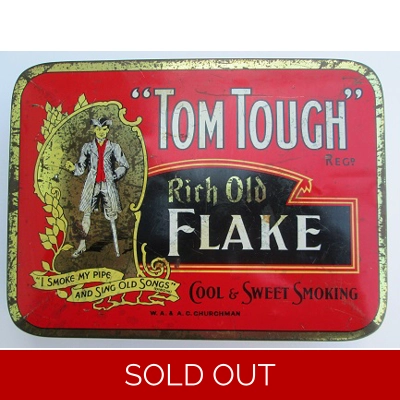 "TOM TOUGH"
REGD
Rich Old
FLAKE
"I SMOKE MY PIPE
AND SING OLD SONGS"
COOL & SWEET SMOKING
W. A. & A. C. CHURCHMAN
SOLD OUT